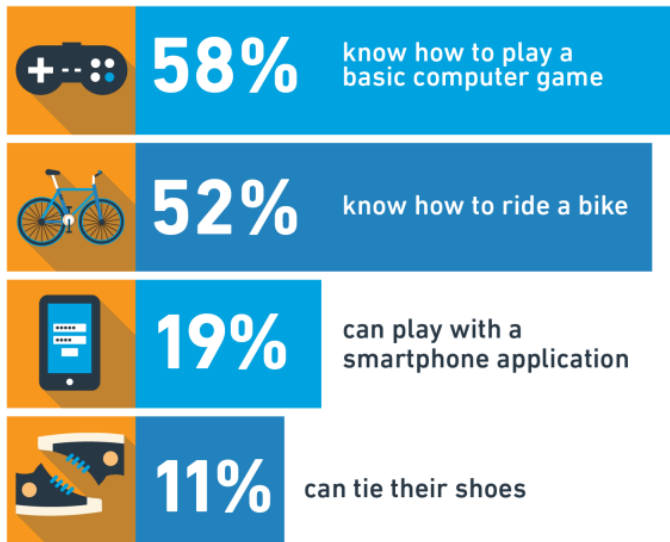 58%
know how to play a
basic computer game
52%
know how to ride a bike
19%
can play with a
smartphone application
11%
can tie their shoes